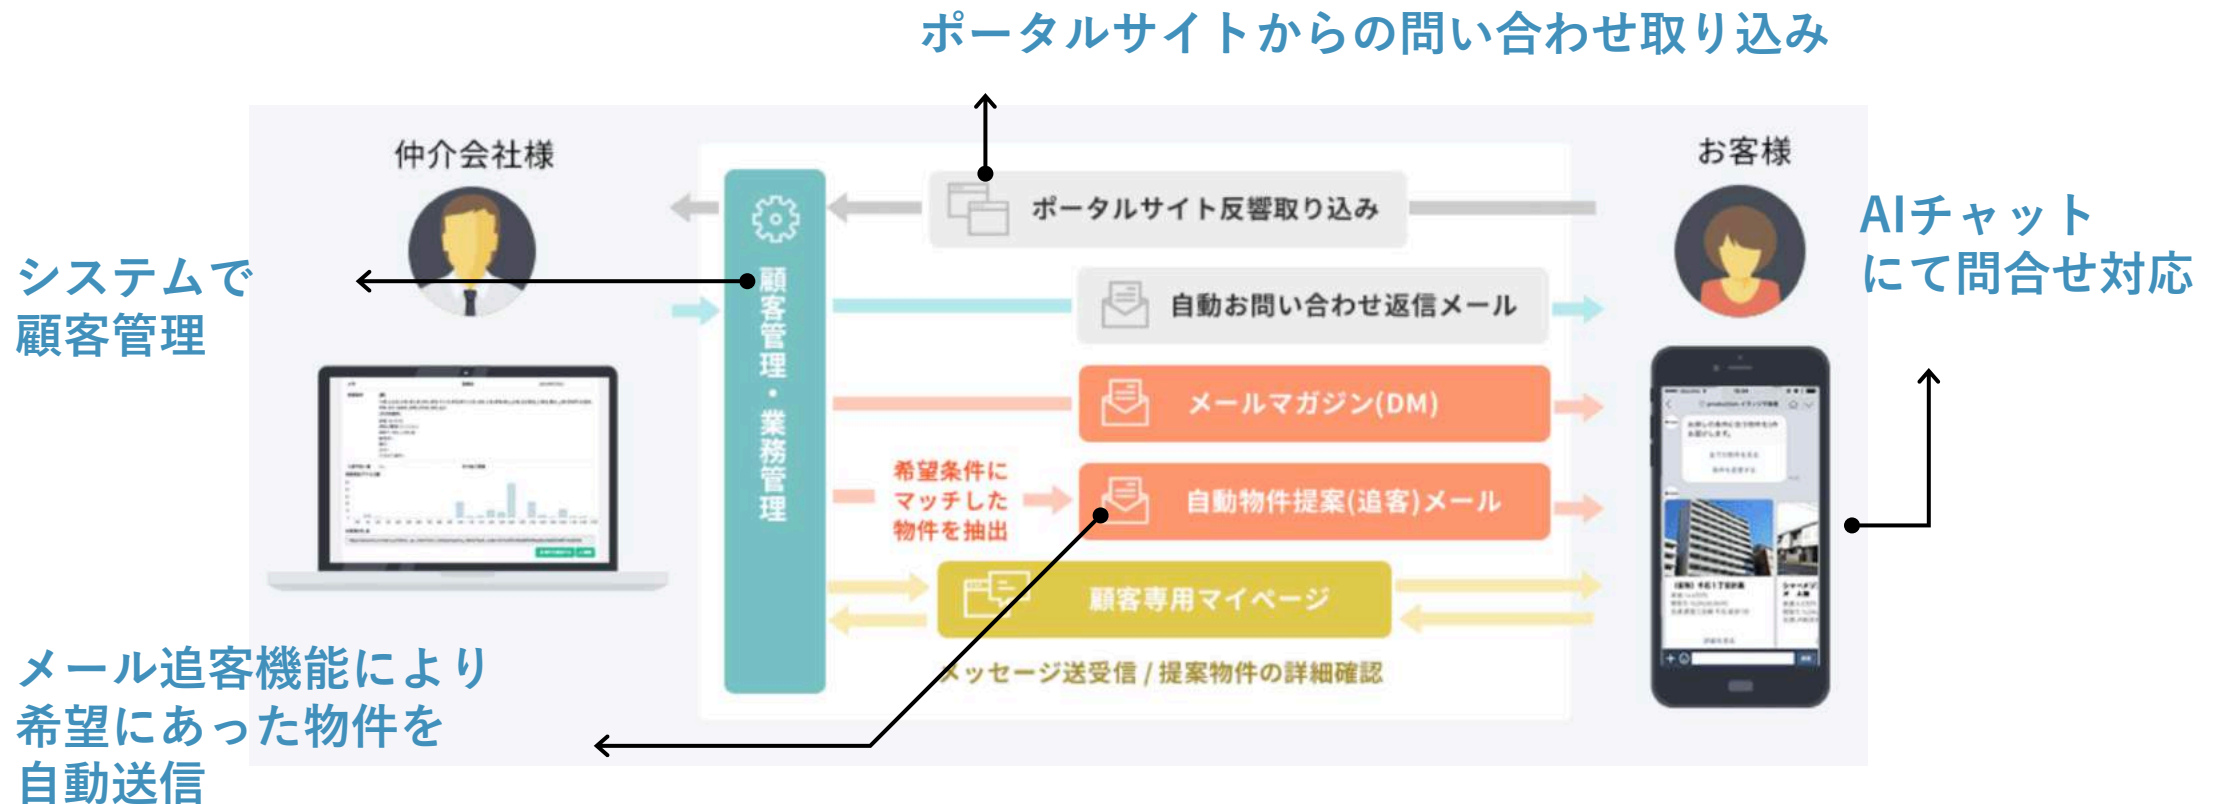 ポータルサイトからの問い合わせ取り込み
仲介会社様
お客様
ポータルサイト反響取り込み
AIチャット
にて問合せ対応
システムで
顧客管理
顧客管理・業務管理
自動お問い合わせ返信メール
メールマガジン(DM)
希望条件に
マッチした
物件を抽出
自動物件提案(追客)メール
顧客専用マイページ
メッセージ送受信 / 提案物件の詳細確認
メール追客機能により
希望にあった物件を
自動送信